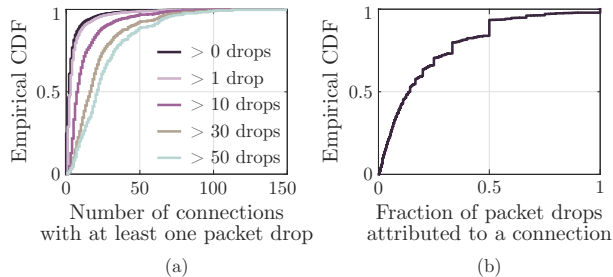 Empirical CDF
1
0.5
0
> 0 drops
> 1 drop
> 10 drops
> 30 drops
> 50 drops
0 50 100 150
Number of connections
with at least one packet drop
(a)
Empirical CDF
1
0.5
0
0 0.5 1
Fraction of packet drops
attributed to a connection
(b)